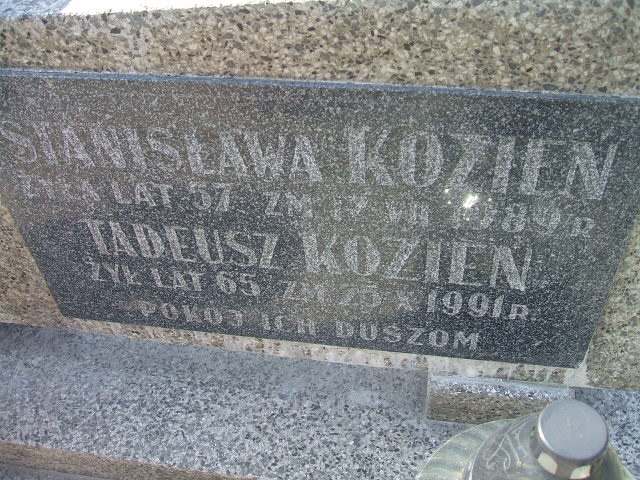 STANISŁAWA KOZIEŃ
ŻYŁA LAT 57 ZM 17 VII 1989 R.
TADEUSZ KOZIEŃ
ŻYŁ LAT 65 ZM 25 X 1991 R.
POKÓJ ICH DUSZOM